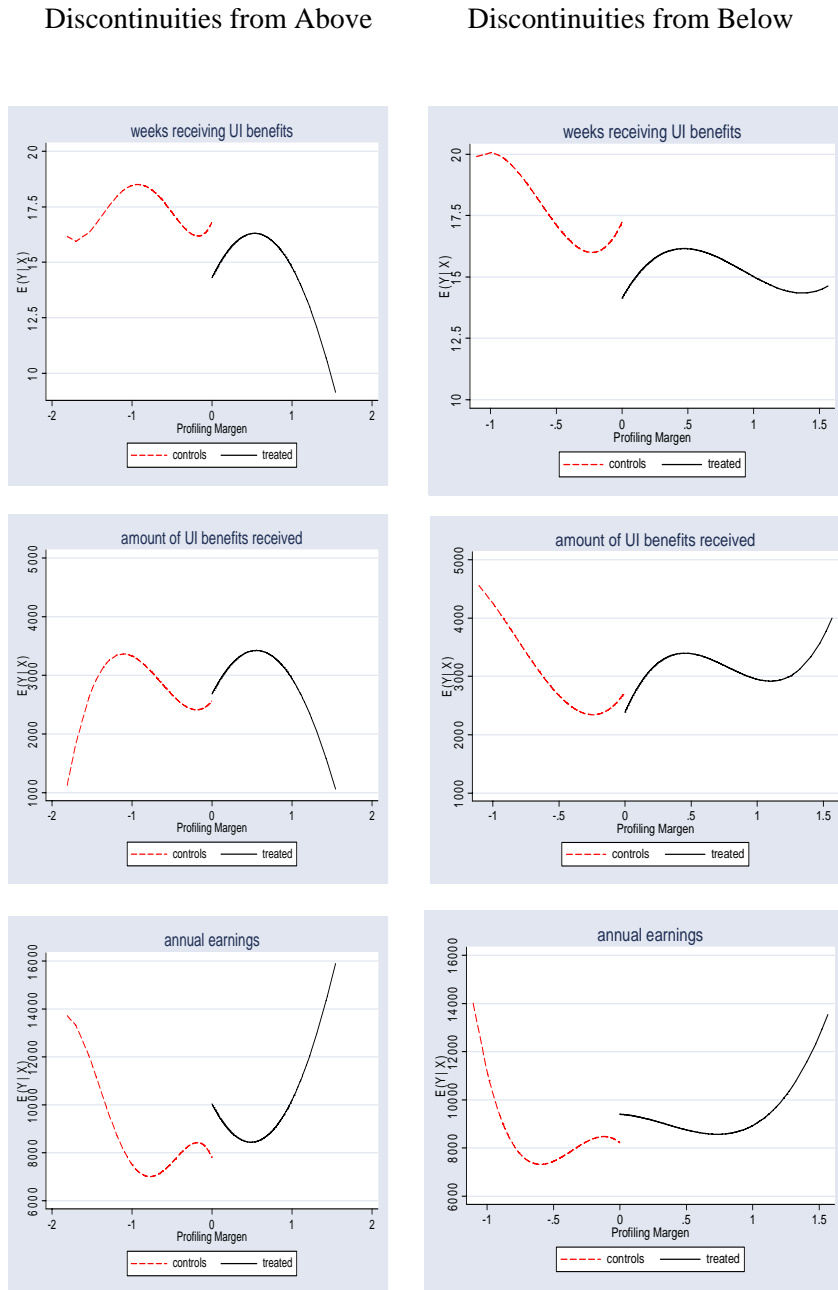 Discontinuities from Above
Discontinuities from Below
weeks receiving UI benefits
E(Y|X)
20
17.5
15
12.5
10
-2 -1 0 1 2
Profiling Margen
controls treated
weeks receiving UI benefits
E(Y|X)
20
17.5
15
12.5
10
-1 -.5 0 .5 1 1.5
Profiling Margen
controls treated
amount of UI benefits received
E(Y|X)
5000
4000
3000
2000
1000
-2 -1 0 1 2
Profiling Margen
controls treated
amount of UI benefits received
E(Y|X)
5000
4000
3000
2000
1000
-1 -.5 0 .5 1 1.5
Profiling Margen
controls treated
annual earnings
E(Y|X)
16000
14000
12000
10000
8000
6000
-2 -1 0 1 2
Profiling Margen
controls treated
annual earnings
E(Y|X)
16000
14000
12000
10000
8000
6000
-1 -.5 0 .5 1 1.5
Profiling Margen
controls treated